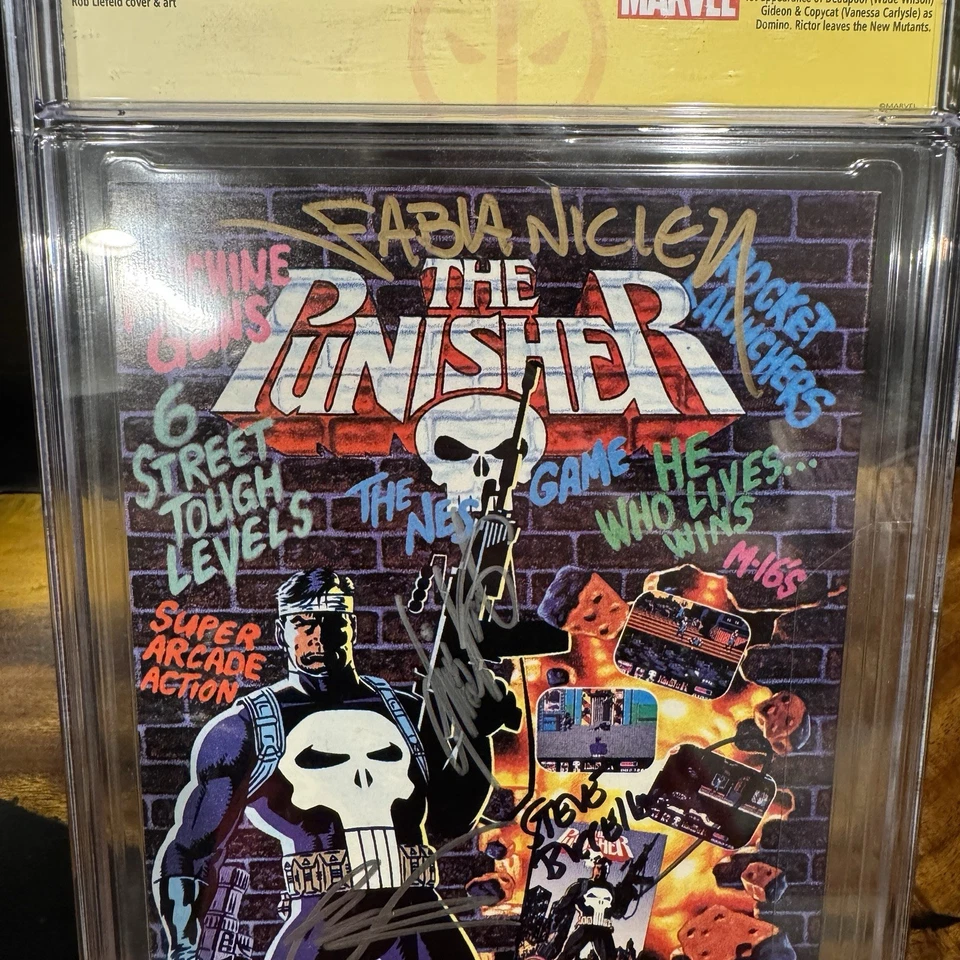 Rob Liefeld cover & art
MARVEL
1st appearance of Deadpool (Wade Wilson)
Gideon & Copycat (Vanessa Carlysle) as
Domino. Rictor leaves the New Mutants.
©MARVEL
FABIAN NICIEZA
THE
PUNISHER
MACHINE
GUNS
ROCKET
LAUNCHERS
6
STREET
TOUGH
LEVELS
THE
NES
GAME
HE
WHO LIVES...
WINS
M-16'S
SUPER
ARCADE
ACTION
STEVE
PUNISHER